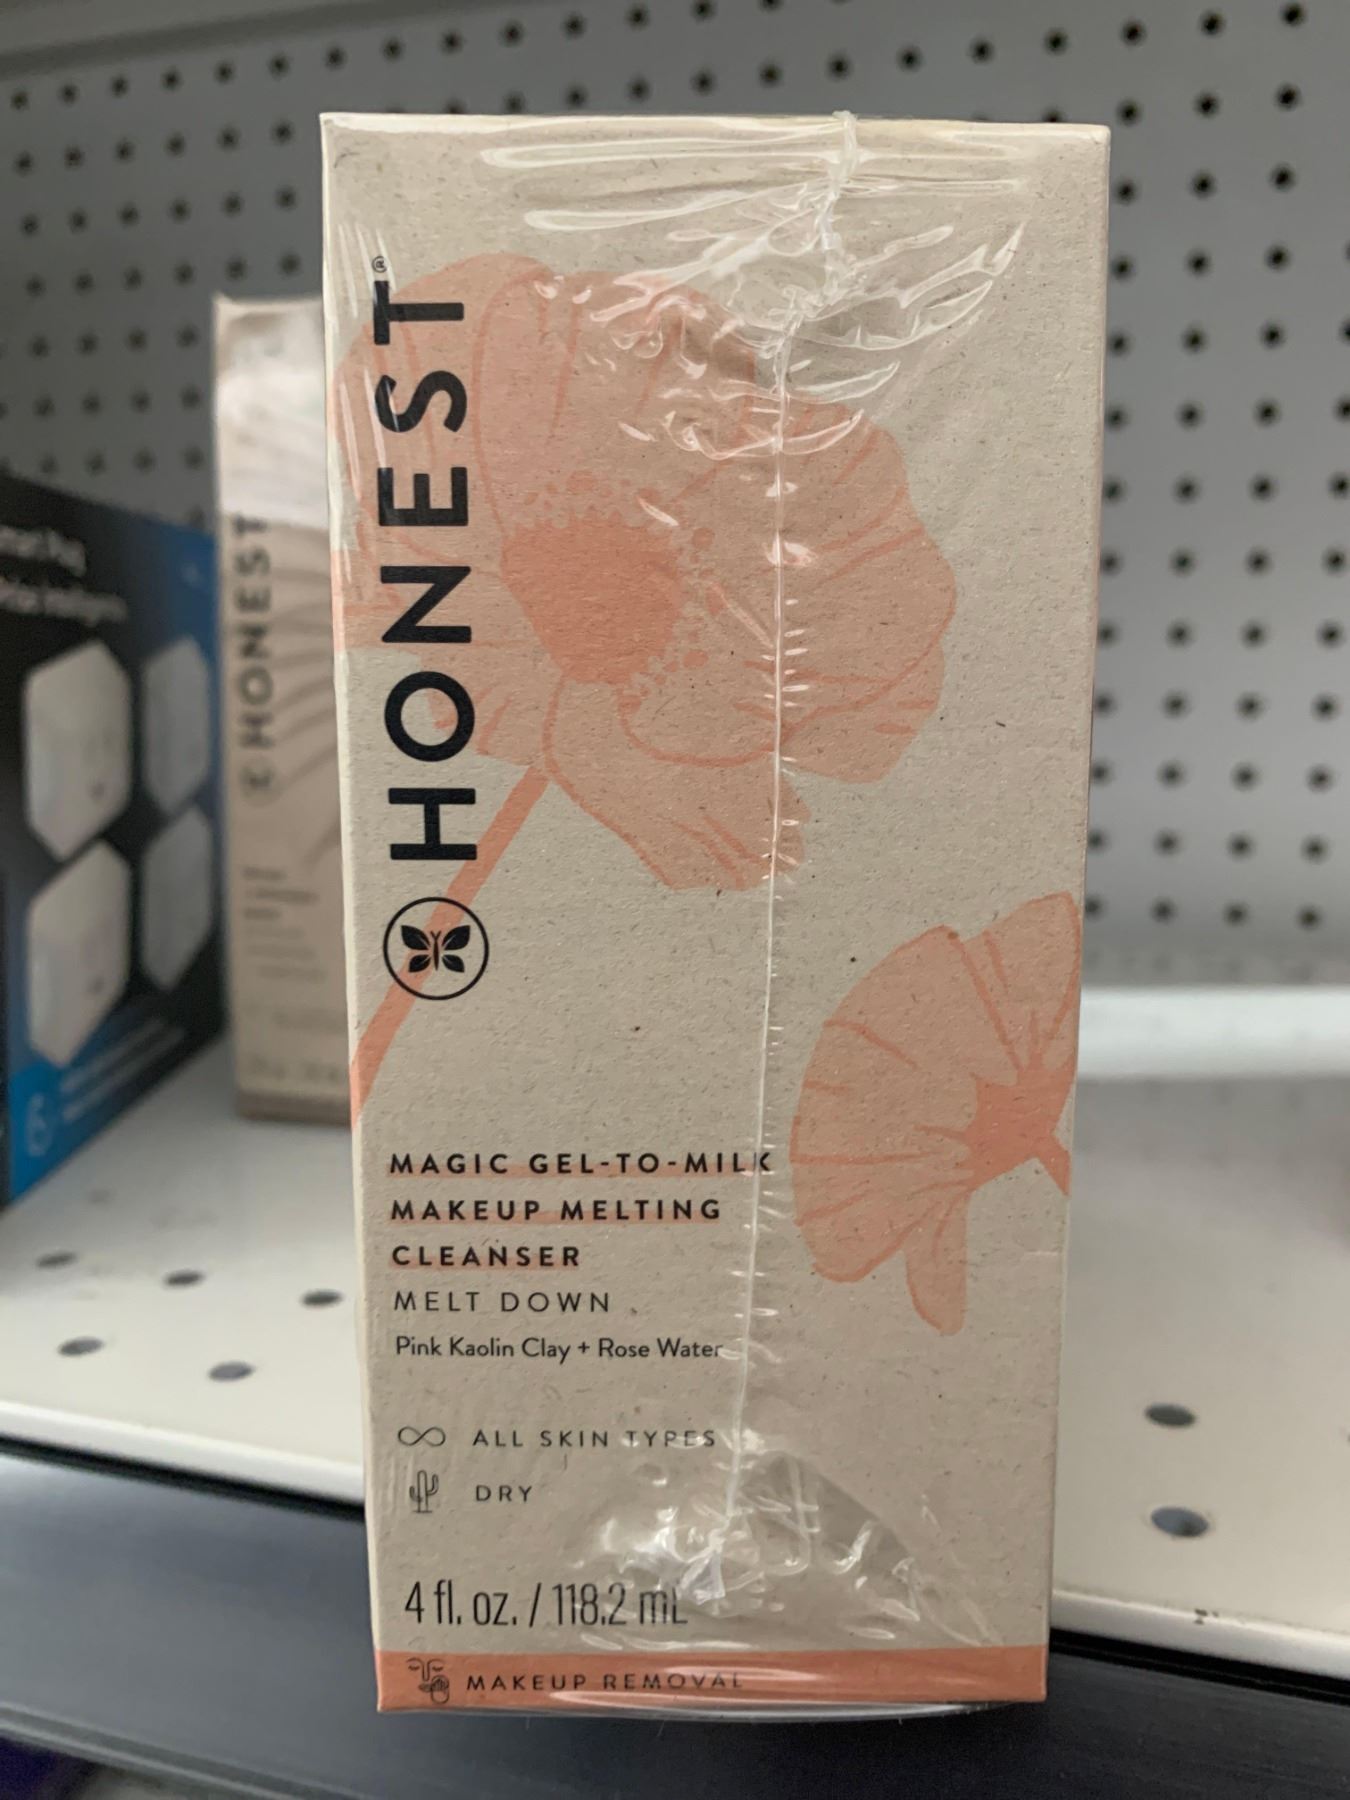 HONEST®
MAGIC GEL-TO-MILK
MAKEUP MELTING
CLEANSER
MELT DOWN
Pink Kaolin Clay + Rose Water
ALL SKIN TYPES
DRY
4 fl. oz. / 118.2 mL
MAKEUP REMOVAL
HONEST